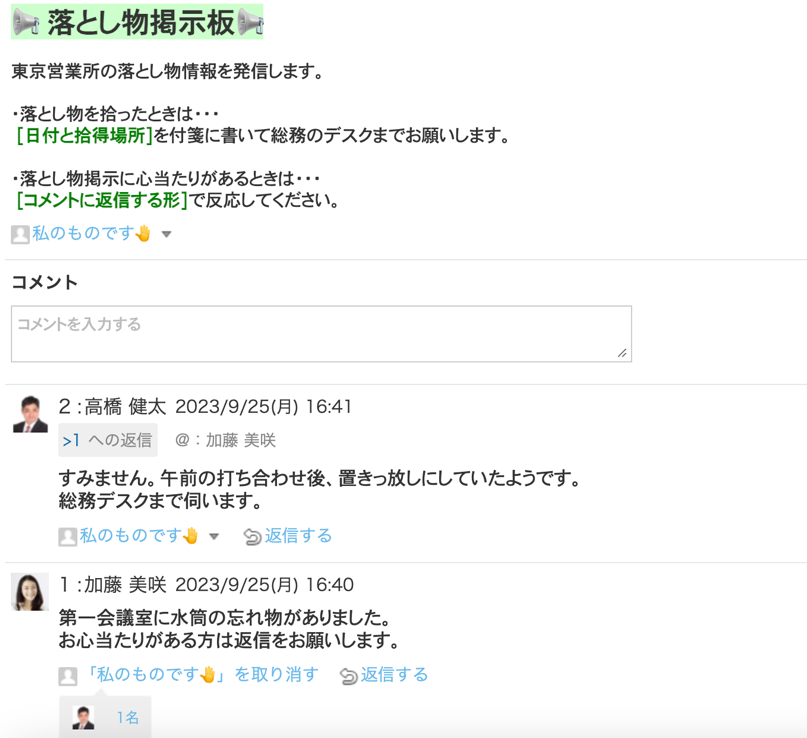 落とし物掲示板
東京営業所の落とし物情報を発信します。
・落とし物を拾ったときは・・・
[日付と拾得場所]を付箋に書いて総務のデスクまでお願いします。
・落とし物掲示に心当たりがあるときは・・・
[コメントに返信する形]で反応してください。
私のものです🤚
コメント
コメントを入力する
2 :高橋 健太 2023/9/25(月) 16:41
>1 への返信 @:加藤 美咲
すみません。午前の打ち合わせ後、置きっ放しにしていたようです。
総務デスクまで伺います。
私のものです🤚 返信する
1 :加藤 美咲 2023/9/25(月) 16:40
第一会議室に水筒の忘れ物がありました。
お心当たりがある方は返信をお願いします。
「私のものです🤚」を取り消す 返信する
1名